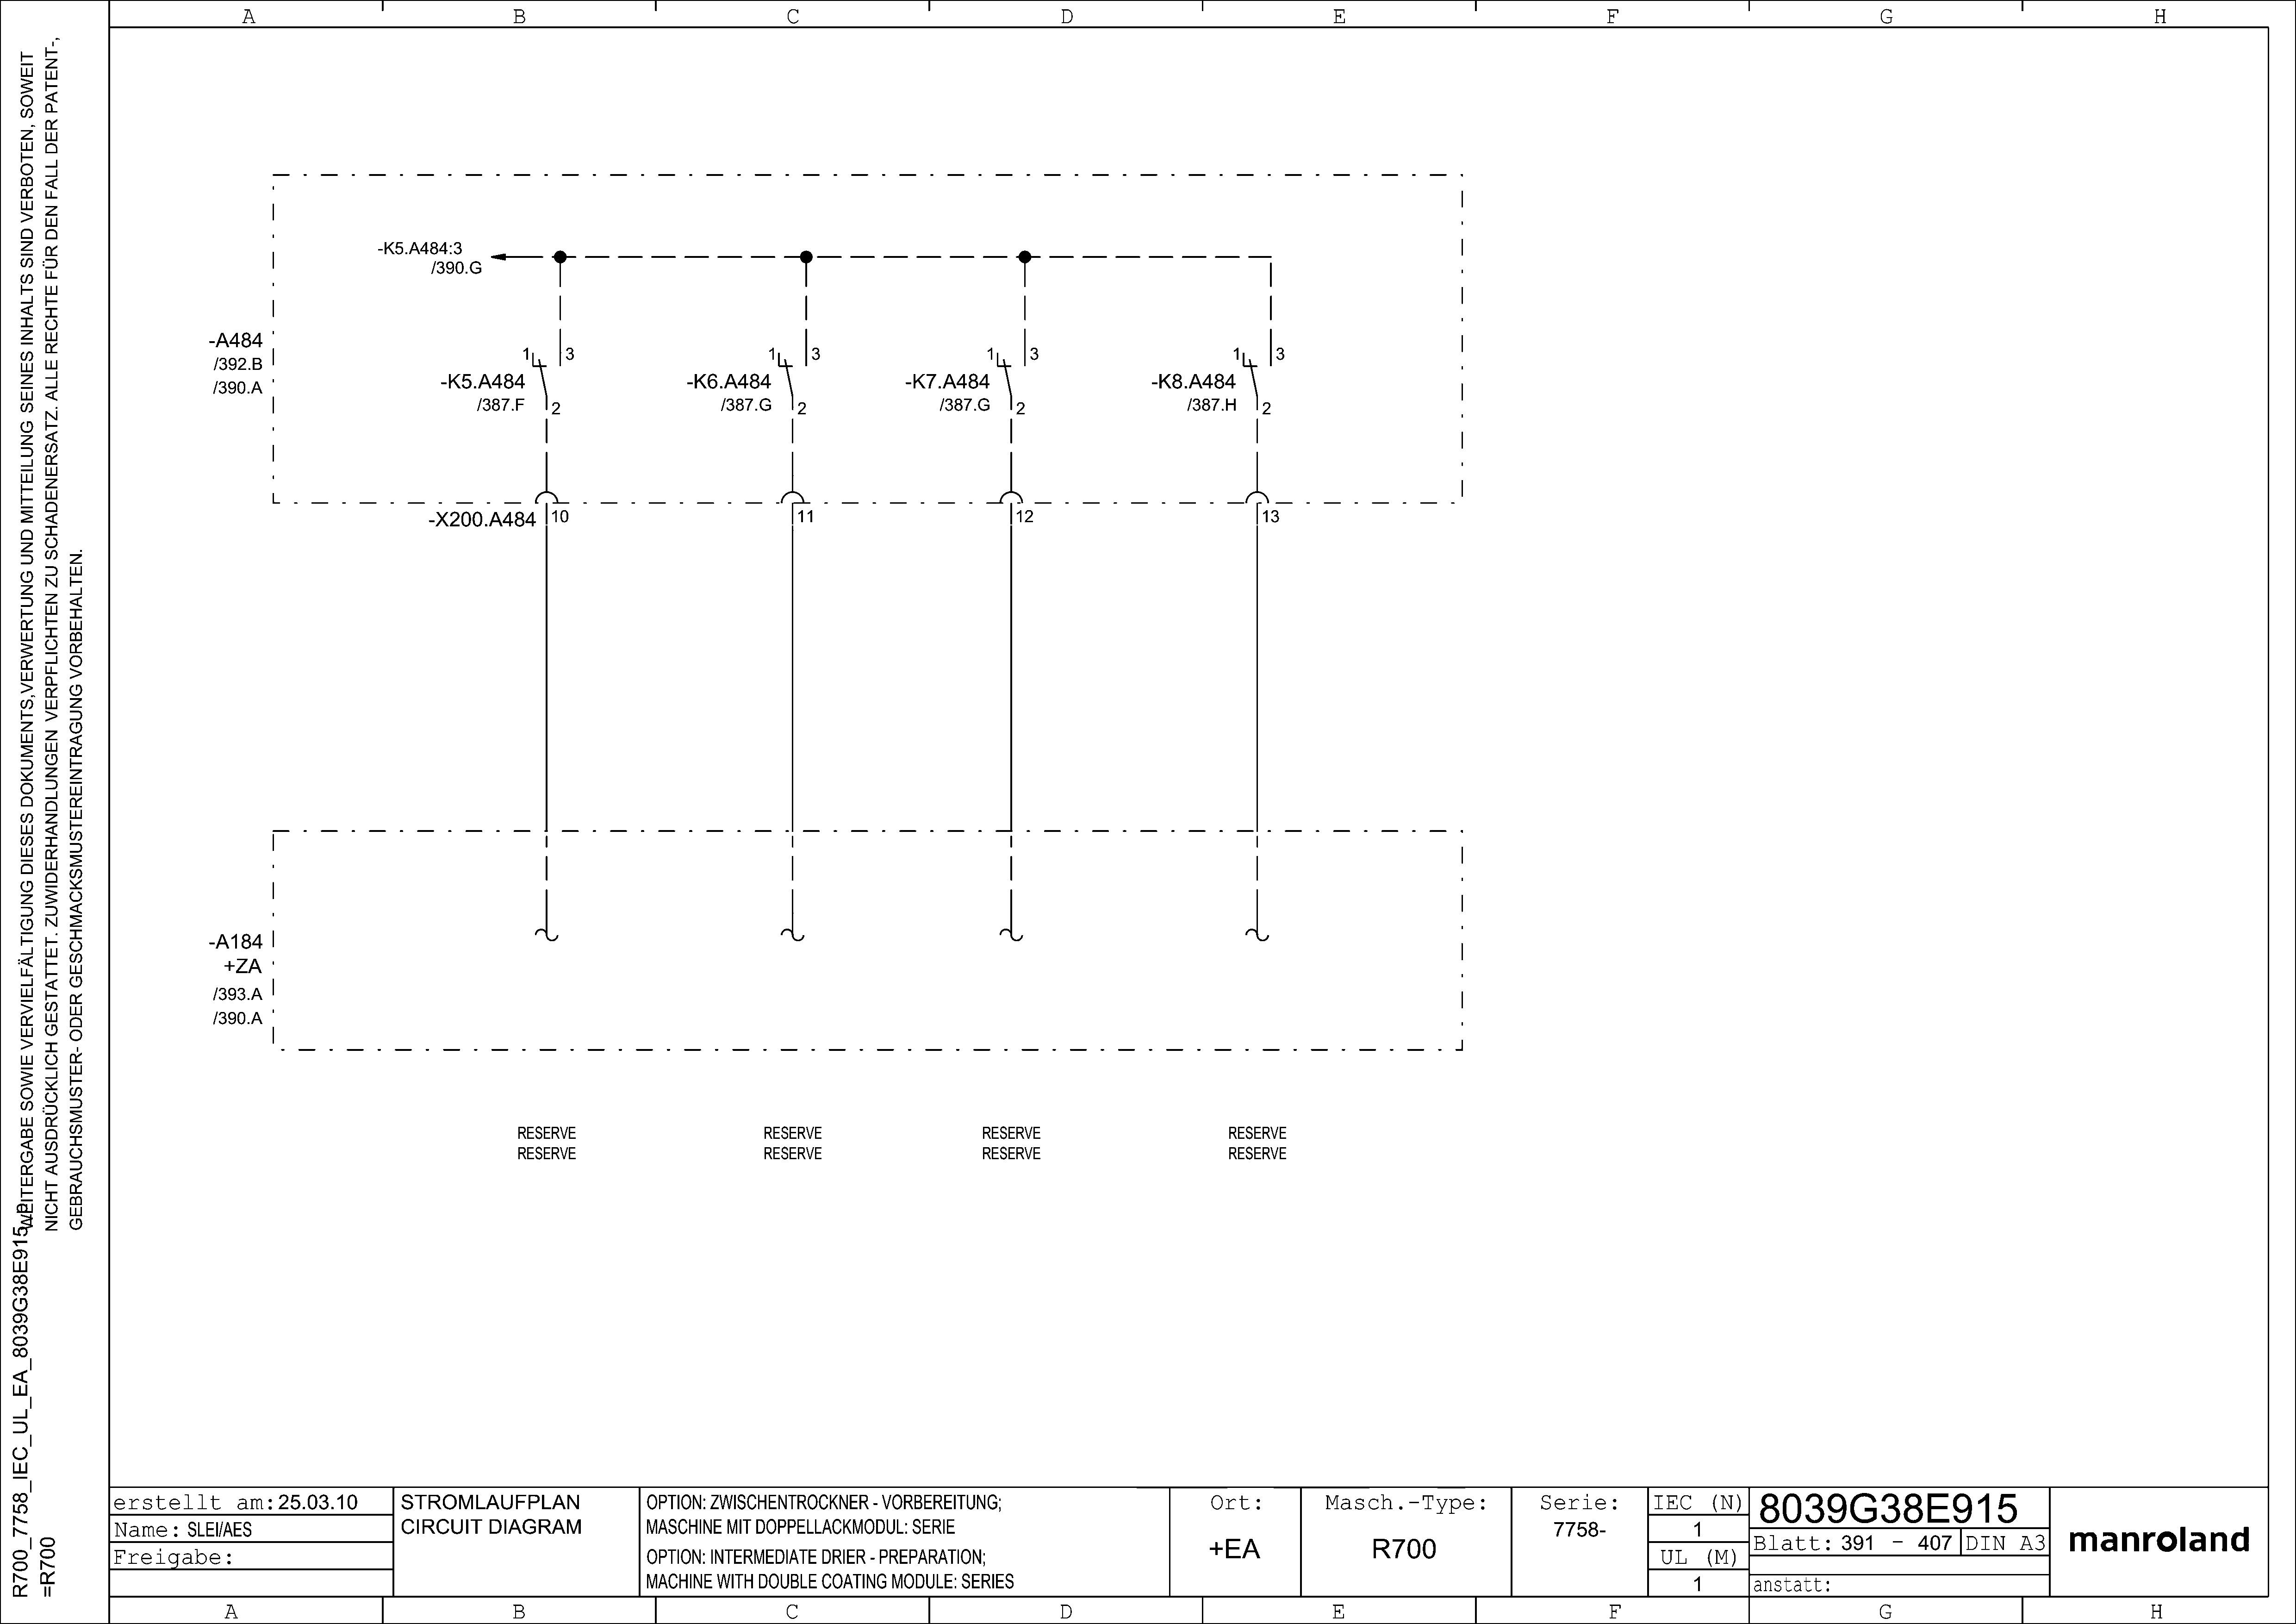 A B C D E F G H
WEITERGABE SOWIE VERVIELFÄLTIGUNG DIESES DOKUMENTS,VERWERTUNG UND MITTEILUNG SEINES INHALTS SIND VERBOTEN, SOWEIT
NICHT AUSDRÜCKLICH GESTATTET. ZUWIDERHANDLUNGEN VERPFLICHTEN ZU SCHADENERSATZ. ALLE RECHTE FÜR DEN FALL DER PATENT-,
GEBRAUCHSMUSTER- ODER GESCHMACKSMUSTEREINTRAGUNG VORBEHALTEN.
R700_7758_IEC_UL_EA_8039G38E915_0
=R700
-K5.A484:3
/390.G
-A484
/392.B
/390.A
1 3 1 3 1 3 1 3
-K5.A484 -K6.A484 -K7.A484 -K8.A484
/387.F 2 /387.G 2 /387.G 2 /387.H 2
-X200.A484 10 11 12 13
-A184
+ZA
/393.A
/390.A
RESERVE RESERVE RESERVE RESERVE
RESERVE RESERVE RESERVE RESERVE
erstellt am: 25.03.10
Name: SLEI/AES
Freigabe:
STROMLAUFPLAN
CIRCUIT DIAGRAM
OPTION: ZWISCHENTROCKNER - VORBEREITUNG;
MASCHINE MIT DOPPELLACKMODUL: SERIE
OPTION: INTERMEDIATE DRIER - PREPARATION;
MACHINE WITH DOUBLE COATING MODULE: SERIES
Ort:
+EA
Masch.-Type:
R700
Serie:
7758-
IEC (N)
1
UL (M)
1
8039G38E915
Blatt: 391 - 407 DIN A3
anstatt:
manroland
A B C D E F G H